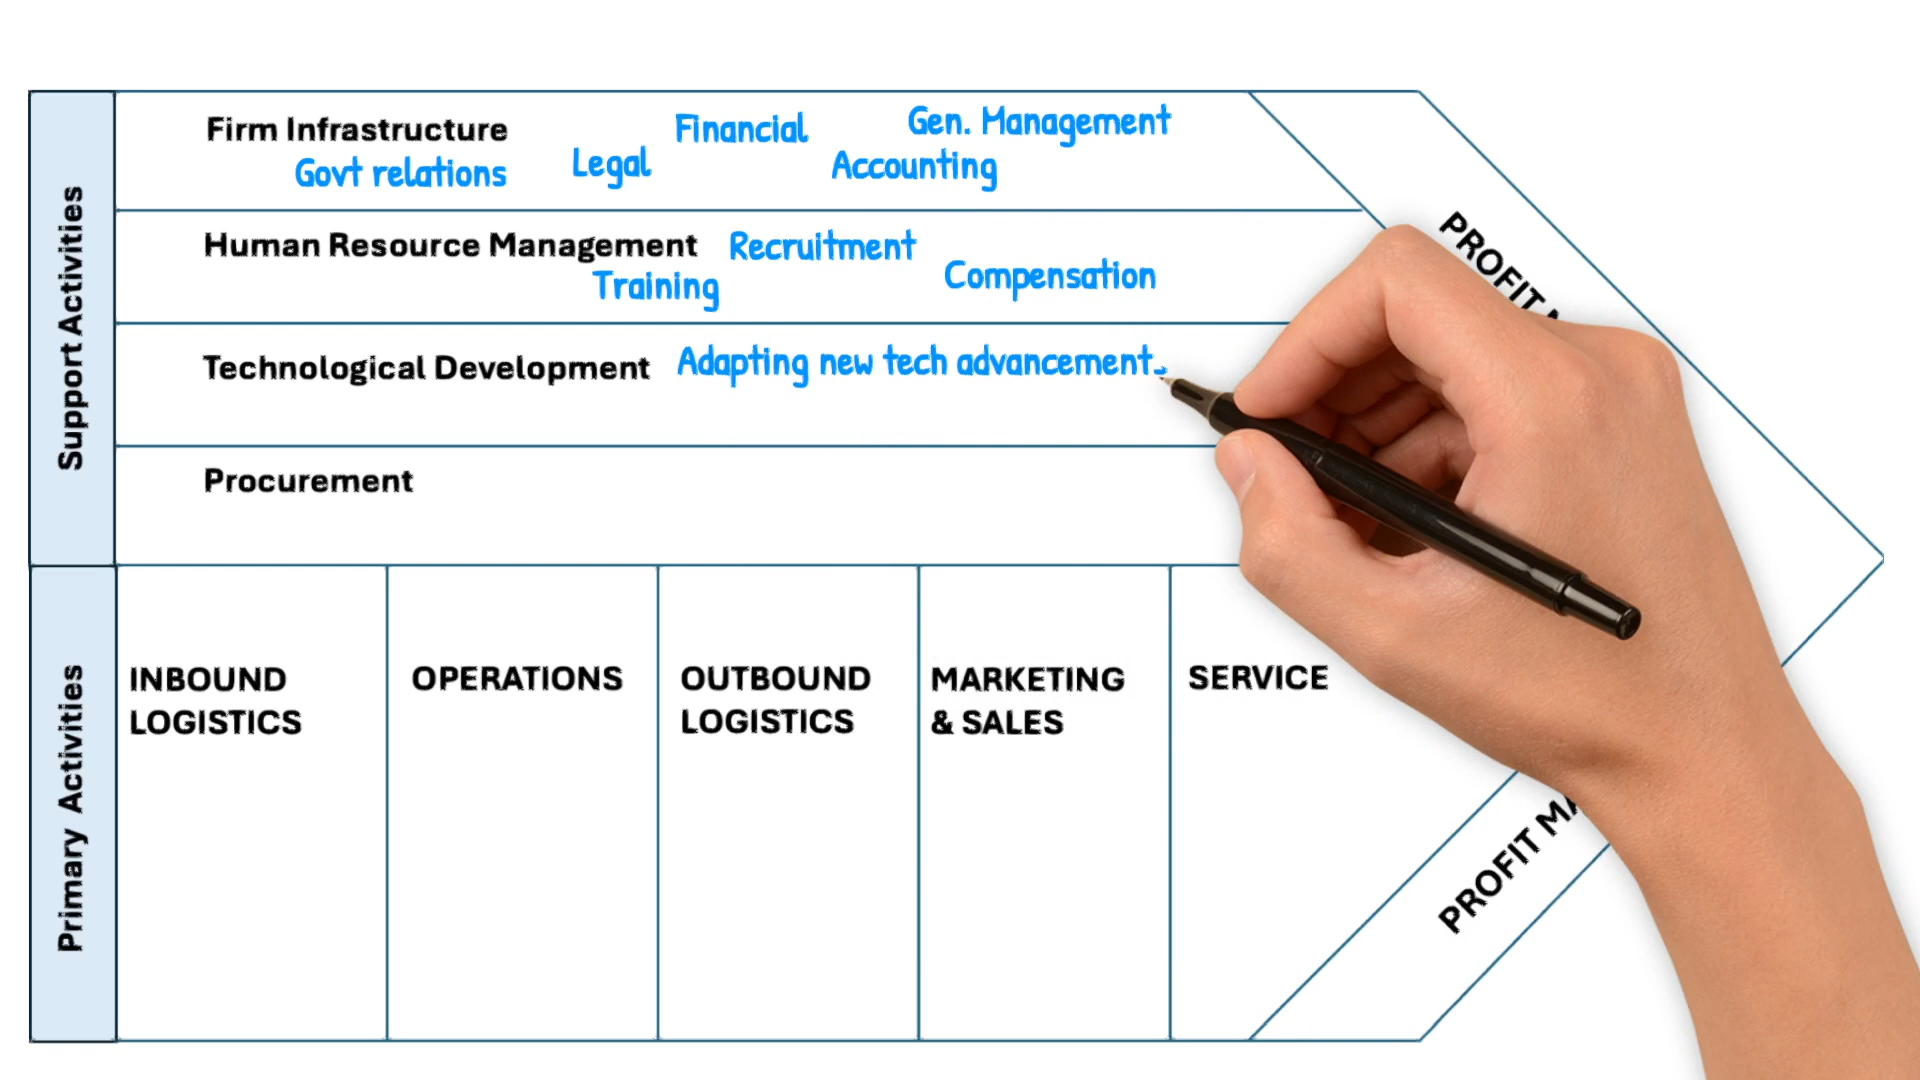 Support Activities
Firm Infrastructure
Financial
Gen. Management
Govt relations
Legal
Accounting
Human Resource Management
Recruitment
Training
Compensation
Technological Development
Adapting new tech advancement
Procurement
PROFIT
Primary Activities
INBOUND
LOGISTICS
OPERATIONS
OUTBOUND
LOGISTICS
MARKETING
& SALES
SERVICE
PROFIT